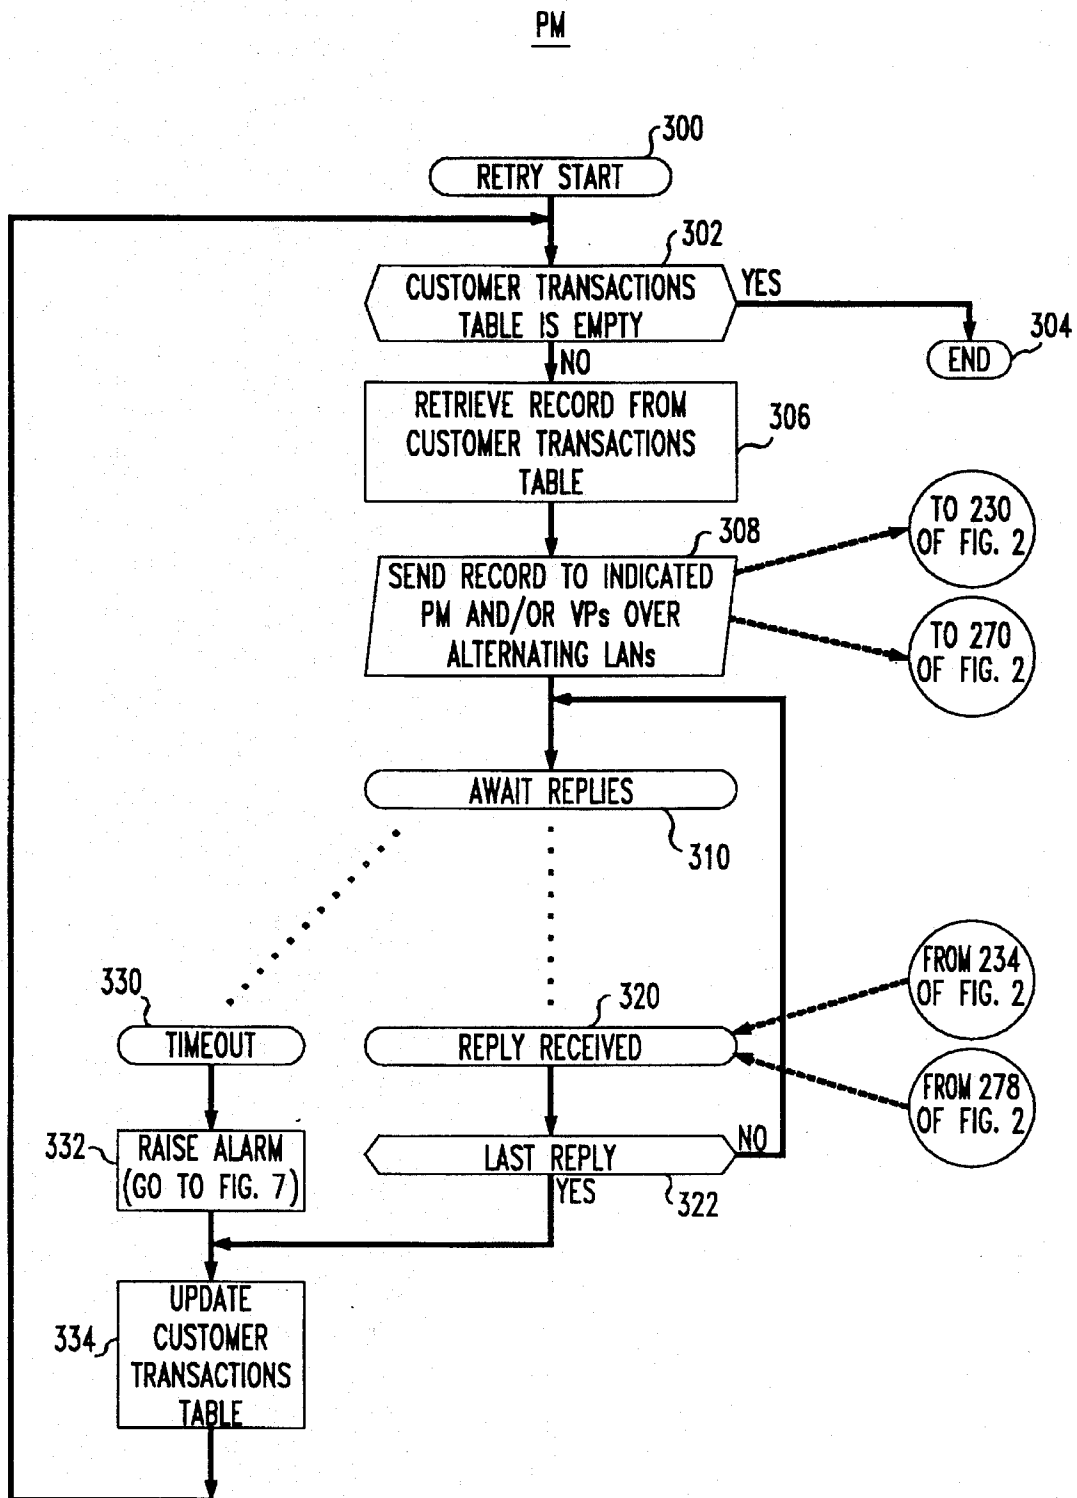 PM
300
RETRY START
302
CUSTOMER TRANSACTIONS
TABLE IS EMPTY
YES
304
END
NO
RETRIEVE RECORD FROM
CUSTOMER TRANSACTIONS
TABLE
306
308
SEND RECORD TO INDICATED
PM AND/OR VPs OVER
ALTERNATING LANs
TO 230
OF FIG. 2
TO 270
OF FIG. 2
AWAIT REPLIES
310
330
TIMEOUT
320
REPLY RECEIVED
FROM 234
OF FIG. 2
FROM 278
OF FIG. 2
332
RAISE ALARM
(GO TO FIG. 7)
LAST REPLY
NO
YES
322
334
UPDATE
CUSTOMER
TRANSACTIONS
TABLE